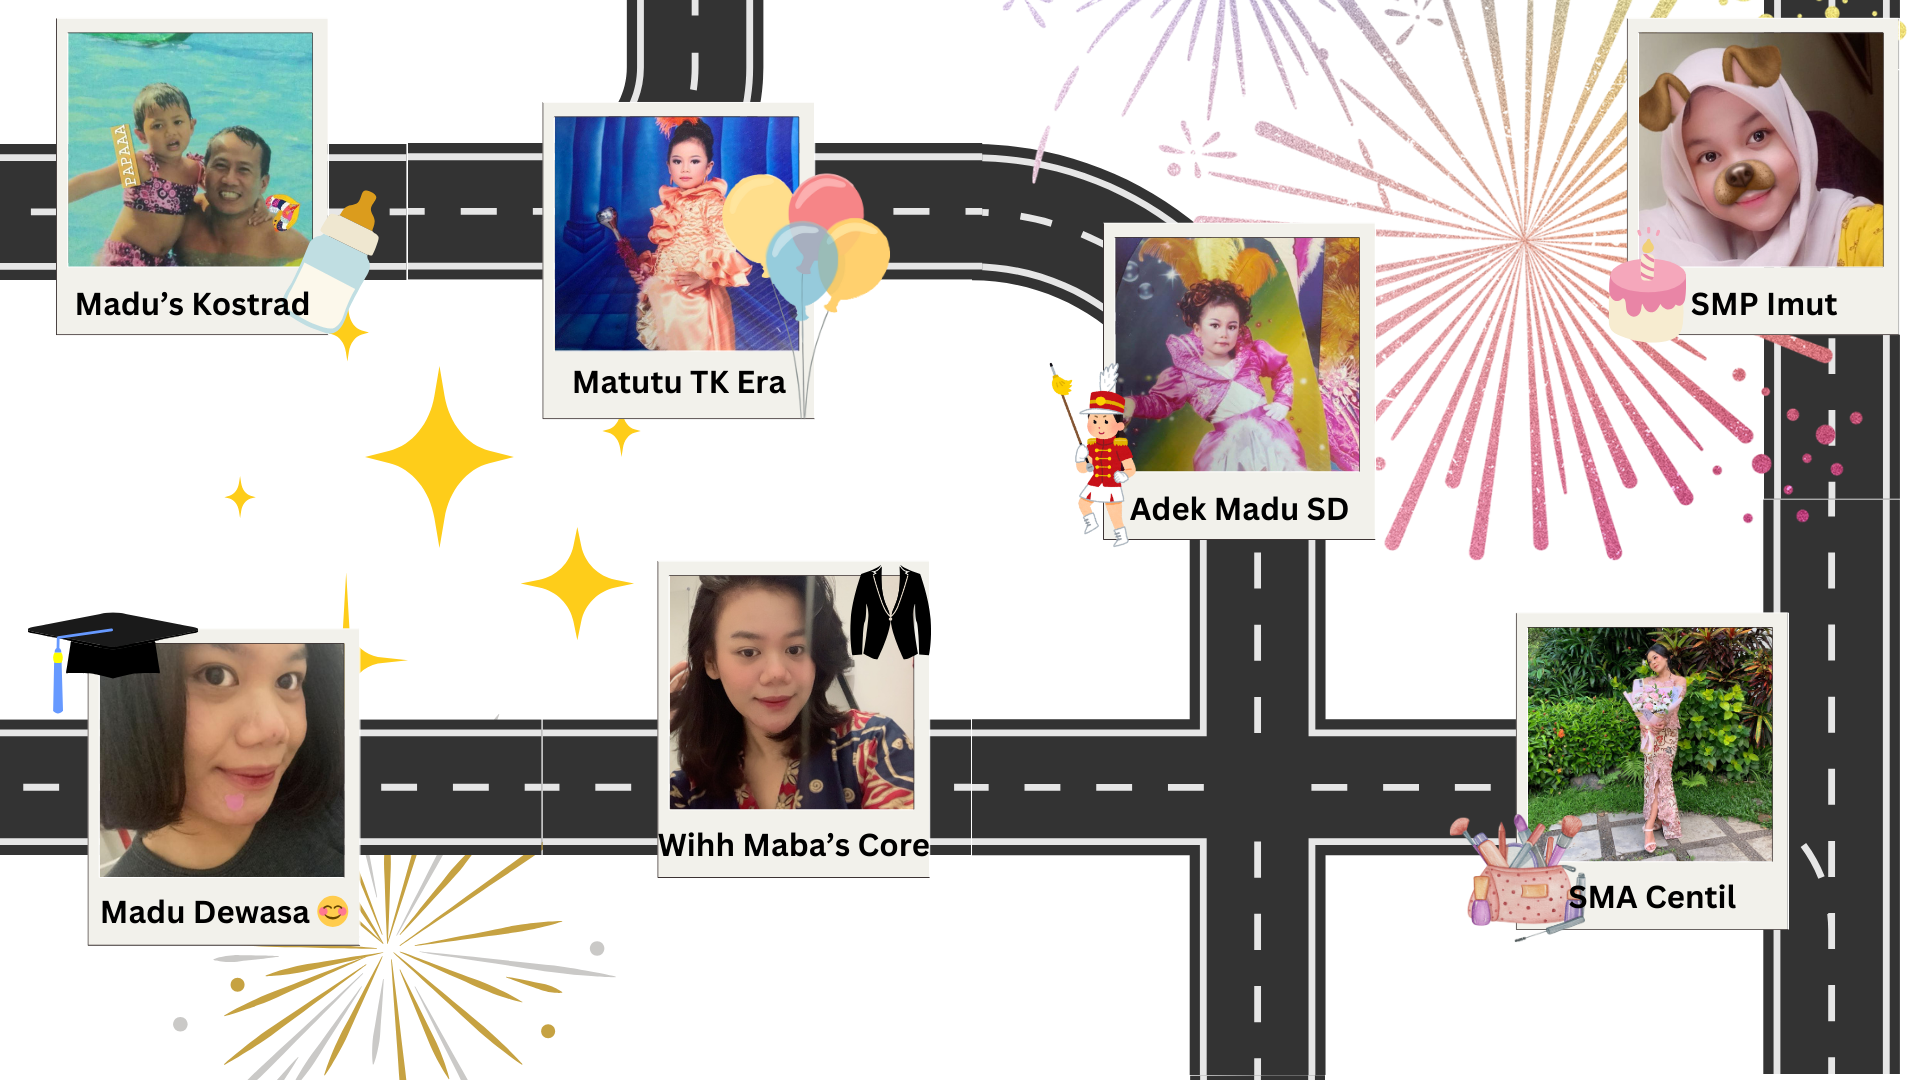 PAPAAA
Madu’s Kostrad
Matutu TK Era
Adek Madu SD
SMP Imut
SMA Centil
Wihh Maba’s Core
Madu Dewasa 😊